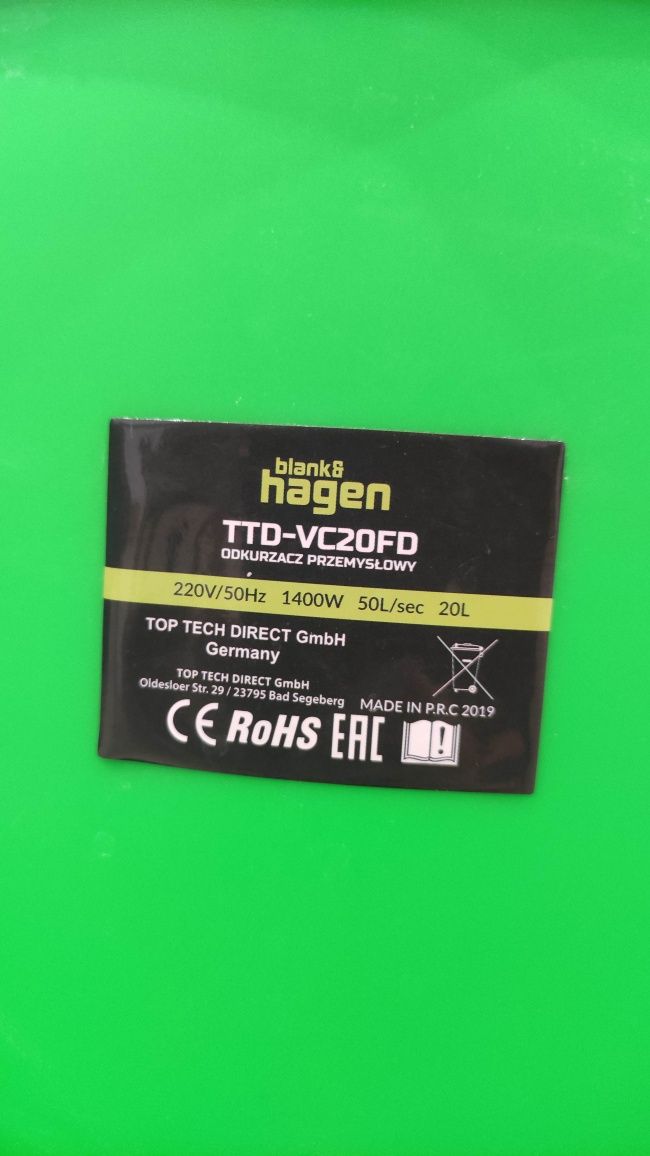 blank&
hagen
TTD-VC20FD
ODKURZACZ PRZEMYSŁOWY
220V/50Hz 1400W 50L/sec 20L
TOP TECH DIRECT GmbH
Germany
TOP TECH DIRECT GmbH
Oldesloer Str. 29 / 23795 Bad Segeberg
MADE IN P.R.C 2019
CE RoHS EAC